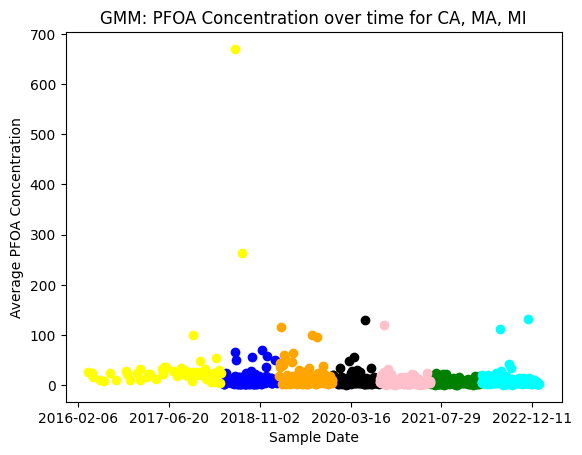 GMM: PFOA Concentration over time for CA, MA, MI
700
600
500
400
300
200
100
0
Average PFOA Concentration
2016-02-06 2017-06-20 2018-11-02 2020-03-16 2021-07-29 2022-12-11
Sample Date